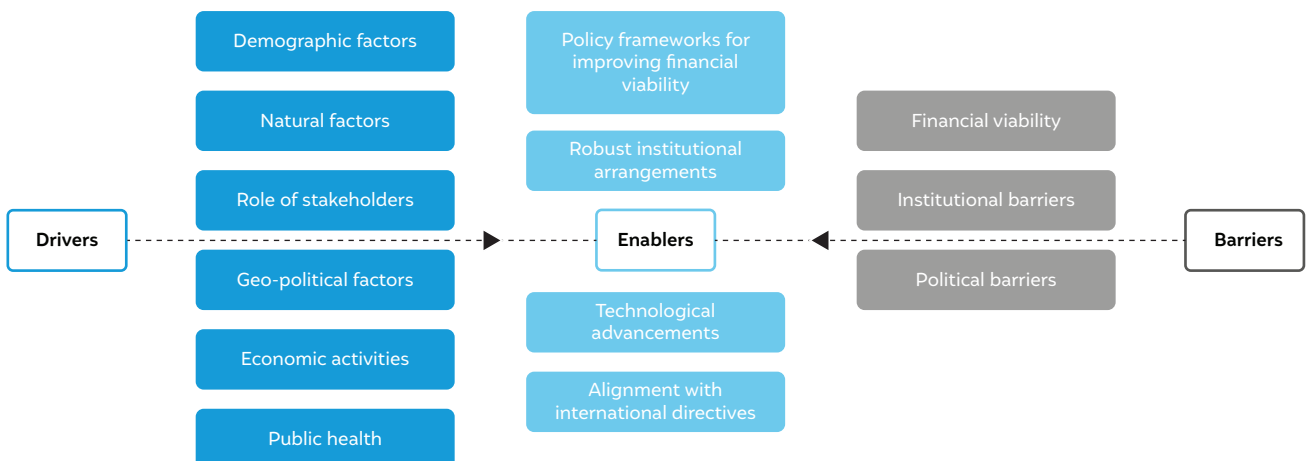 Drivers
Demographic factors
Natural factors
Role of stakeholders
Geo-political factors
Economic activities
Public health
Policy frameworks for
improving financial
viability
Robust institutional
arrangements
Enablers
Technological
advancements
Alignment with
international directives
Financial viability
Institutional barriers
Political barriers
Barriers